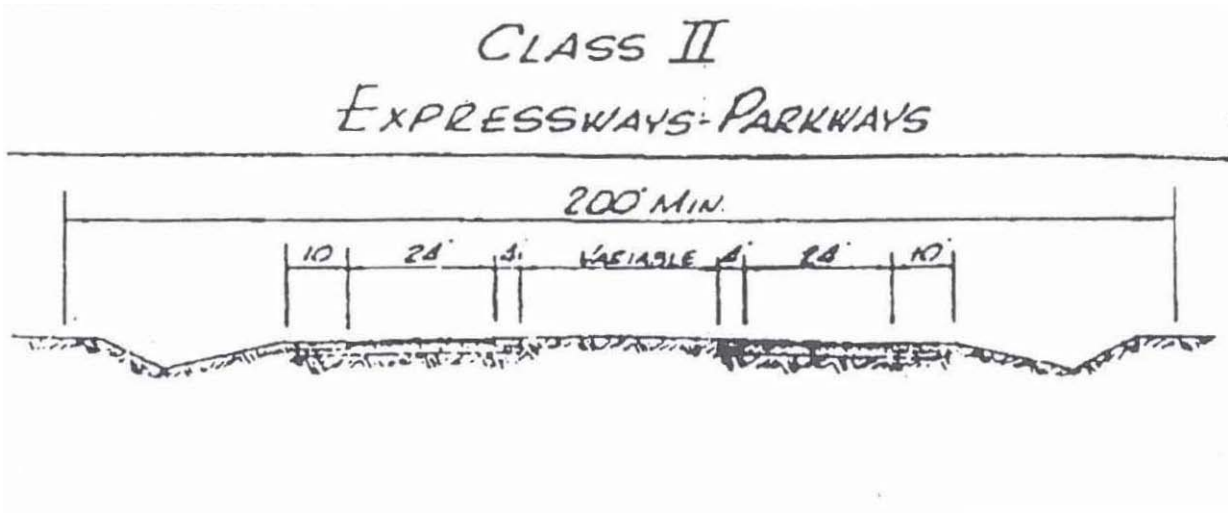 CLASS II
EXPRESSWAYS-PARKWAYS
200' MIN.
10 24' 4' VARIABLE 4' 24' 10'